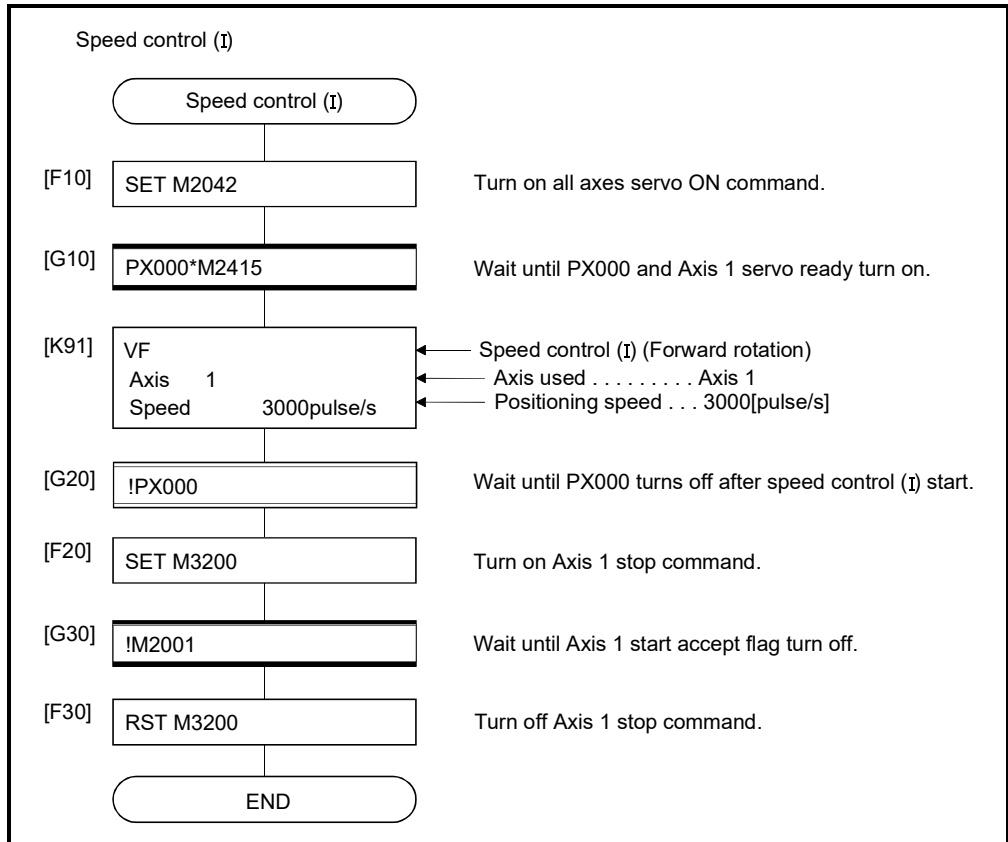 Speed control (I)
Speed control (I)
[F10] SET M2042 Turn on all axes servo ON command.
[G10] PX000*M2415 Wait until PX000 and Axis 1 servo ready turn on.
[K91] VF Speed control (I) (Forward rotation)
Axis 1 Axis used . . . . . . . . . Axis 1
Speed 3000pulse/s Positioning speed . . . 3000[pulse/s]
[G20] !PX000 Wait until PX000 turns off after speed control (I) start.
[F20] SET M3200 Turn on Axis 1 stop command.
[G30] !M2001 Wait until Axis 1 start accept flag turn off.
[F30] RST M3200 Turn off Axis 1 stop command.
END